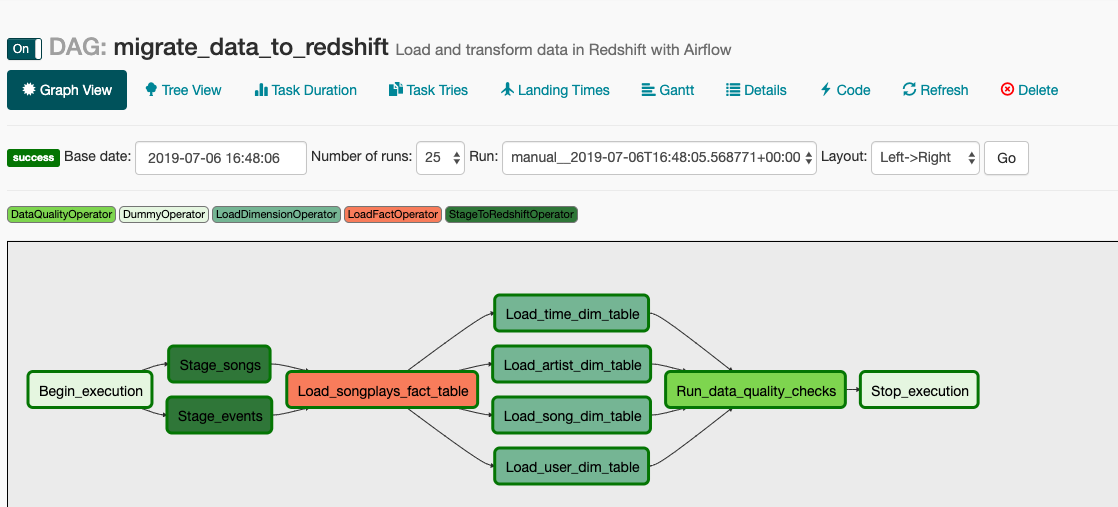 On DAG: migrate_data_to_redshift Load and transform data in Redshift with Airflow
Graph View Tree View Task Duration Task Tries Landing Times Gantt Details Code Refresh Delete
success Base date: 2019-07-06 16:48:06 Number of runs: 25 Run: manual__2019-07-06T16:48:05.568771+00:00 Layout: Left->Right Go
DataQualityOperator DummyOperator LoadDimensionOperator LoadFactOperator StageToRedshiftOperator
Load_time_dim_table
Stage_songs Load_artist_dim_table
Begin_execution Load_songplays_fact_table Run_data_quality_checks Stop_execution
Stage_events Load_song_dim_table
Load_user_dim_table